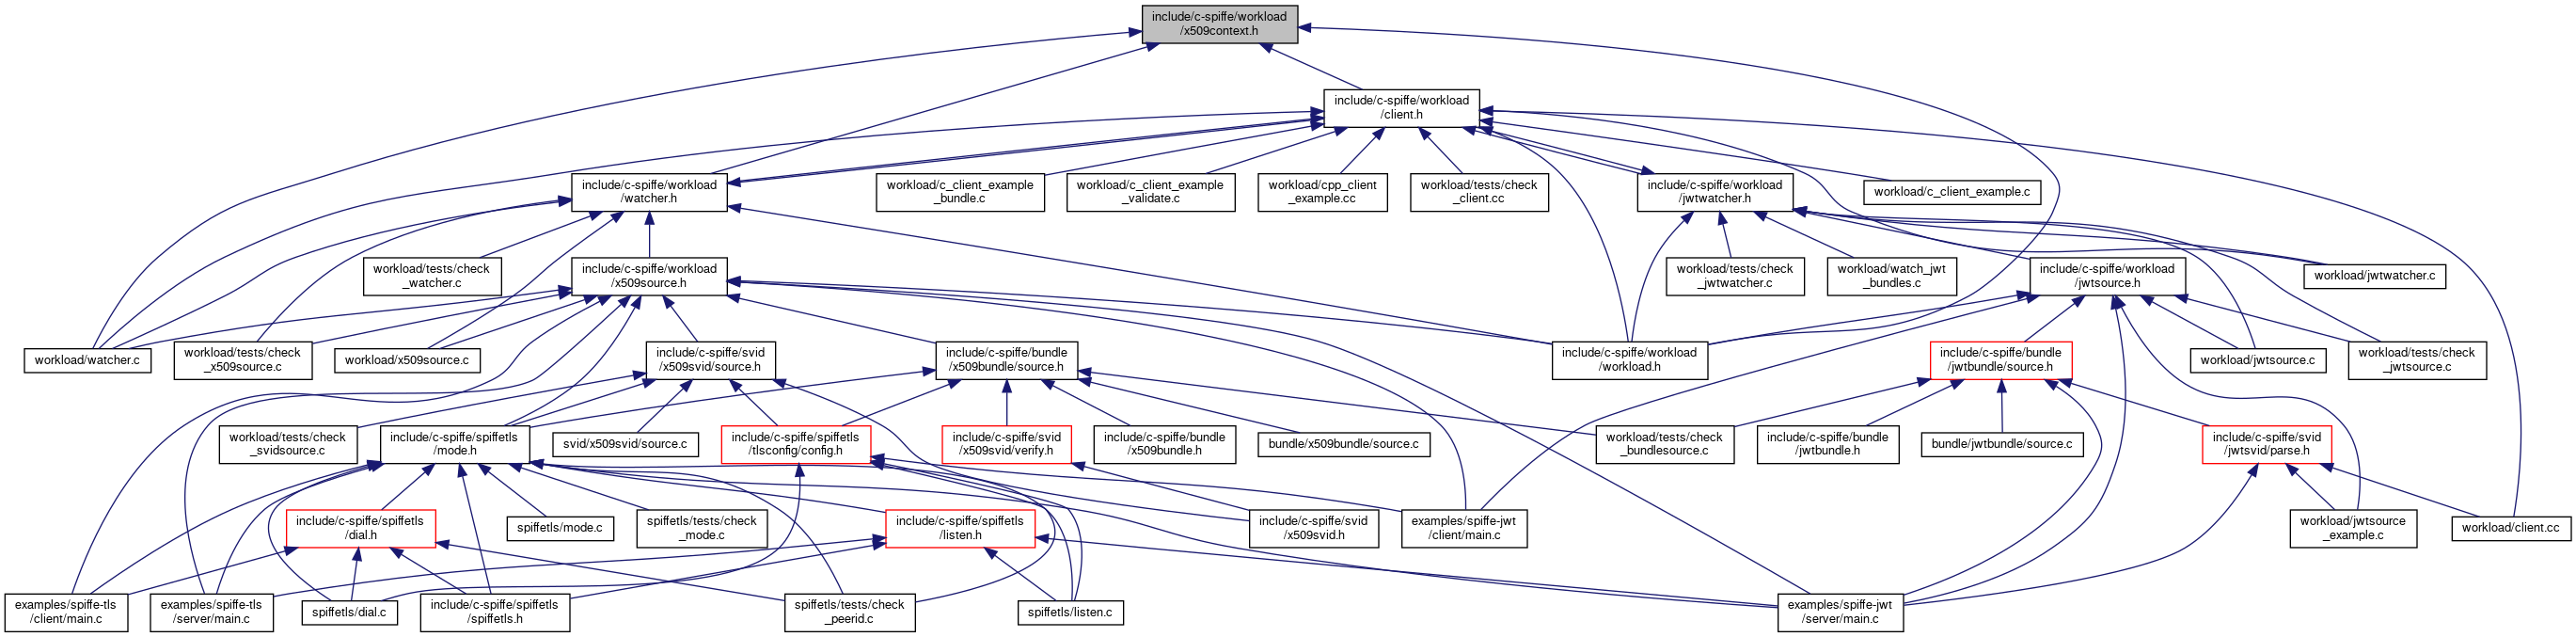 include/c-spiffe/workload
/x509context.h
include/c-spiffe/workload
/client.h
include/c-spiffe/workload
/watcher.h
workload/c_client_example
_bundle.c
workload/c_client_example
_validate.c
workload/cpp_client
_example.cc
workload/tests/check
_client.cc
include/c-spiffe/workload
/jwtwatcher.h
workload/c_client_example.c
workload/tests/check
_watcher.c
include/c-spiffe/workload
/x509source.h
workload/tests/check
_jwtwatcher.c
workload/watch_jwt
_bundles.c
include/c-spiffe/workload
/jwtsource.h
workload/jwtwatcher.c
workload/watcher.c
workload/tests/check
_x509source.c
workload/x509source.c
include/c-spiffe/svid
/x509svid/source.h
include/c-spiffe/bundle
/x509bundle/source.h
include/c-spiffe/workload
/workload.h
include/c-spiffe/bundle
/jwtbundle/source.h
workload/jwtsource.c
workload/tests/check
_jwtsource.c
workload/tests/check
_svidsource.c
include/c-spiffe/spiffetls
/mode.h
svid/x509svid/source.c
include/c-spiffe/spiffetls
/tlsconfig/config.h
include/c-spiffe/svid
/x509svid/verify.h
include/c-spiffe/bundle
/x509bundle.h
bundle/x509bundle/source.c
workload/tests/check
_bundlesource.c
include/c-spiffe/bundle
/jwtbundle.h
bundle/jwtbundle/source.c
include/c-spiffe/svid
/jwtsvid/parse.h
include/c-spiffe/spiffetls
/dial.h
spiffetls/mode.c
spiffetls/tests/check
_mode.c
include/c-spiffe/spiffetls
/listen.h
include/c-spiffe/svid
/x509svid.h
examples/spiffe-jwt
/client/main.c
workload/jwtsource
_example.c
workload/client.cc
examples/spiffe-tls
/client/main.c
examples/spiffe-tls
/server/main.c
spiffetls/dial.c
include/c-spiffe/spiffetls
/spiffetls.h
spiffetls/tests/check
_peerid.c
spiffetls/listen.c
examples/spiffe-jwt
/server/main.c